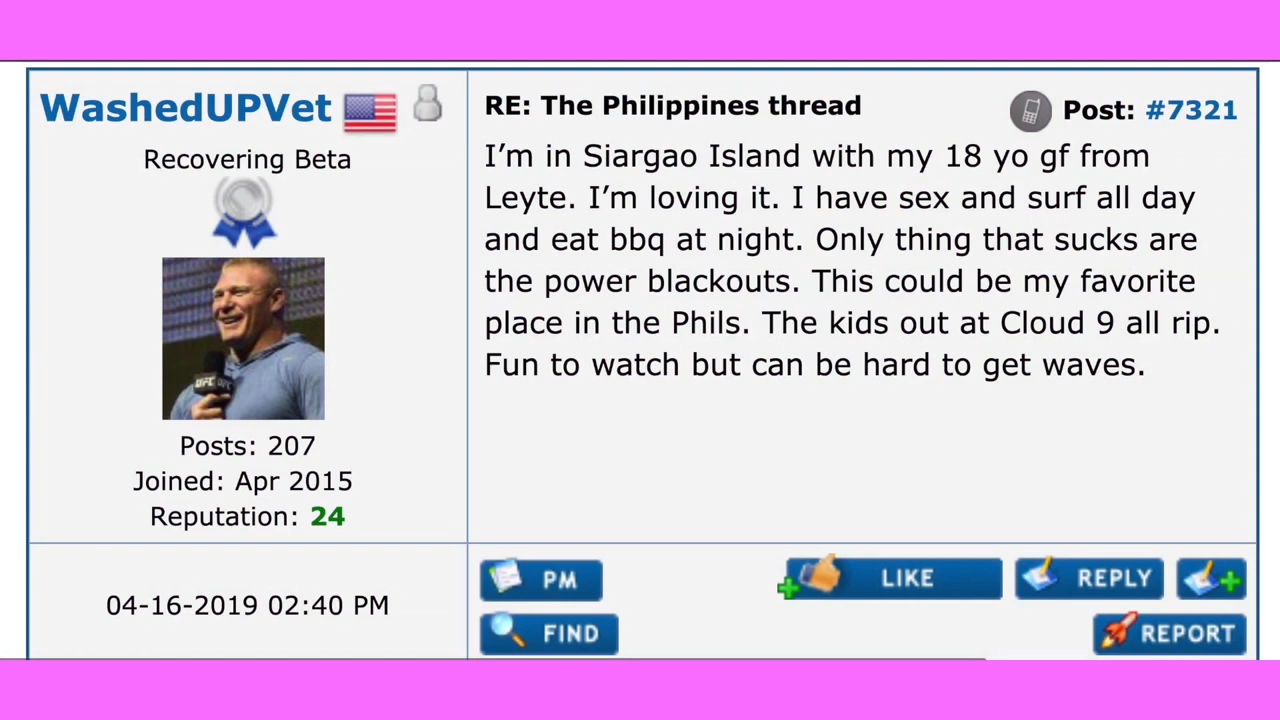 WashedUPVet
Recovering Beta
UFC
Posts: 207
Joined: Apr 2015
Reputation: 24
04-16-2019 02:40 PM
RE: The Philippines thread
Post: #7321
I’m in Siargao Island with my 18 yo gf from
Leyte. I’m loving it. I have sex and surf all day
and eat bbq at night. Only thing that sucks are
the power blackouts. This could be my favorite
place in the Phils. The kids out at Cloud 9 all rip.
Fun to watch but can be hard to get waves.
PM
LIKE
REPLY
FIND
REPORT